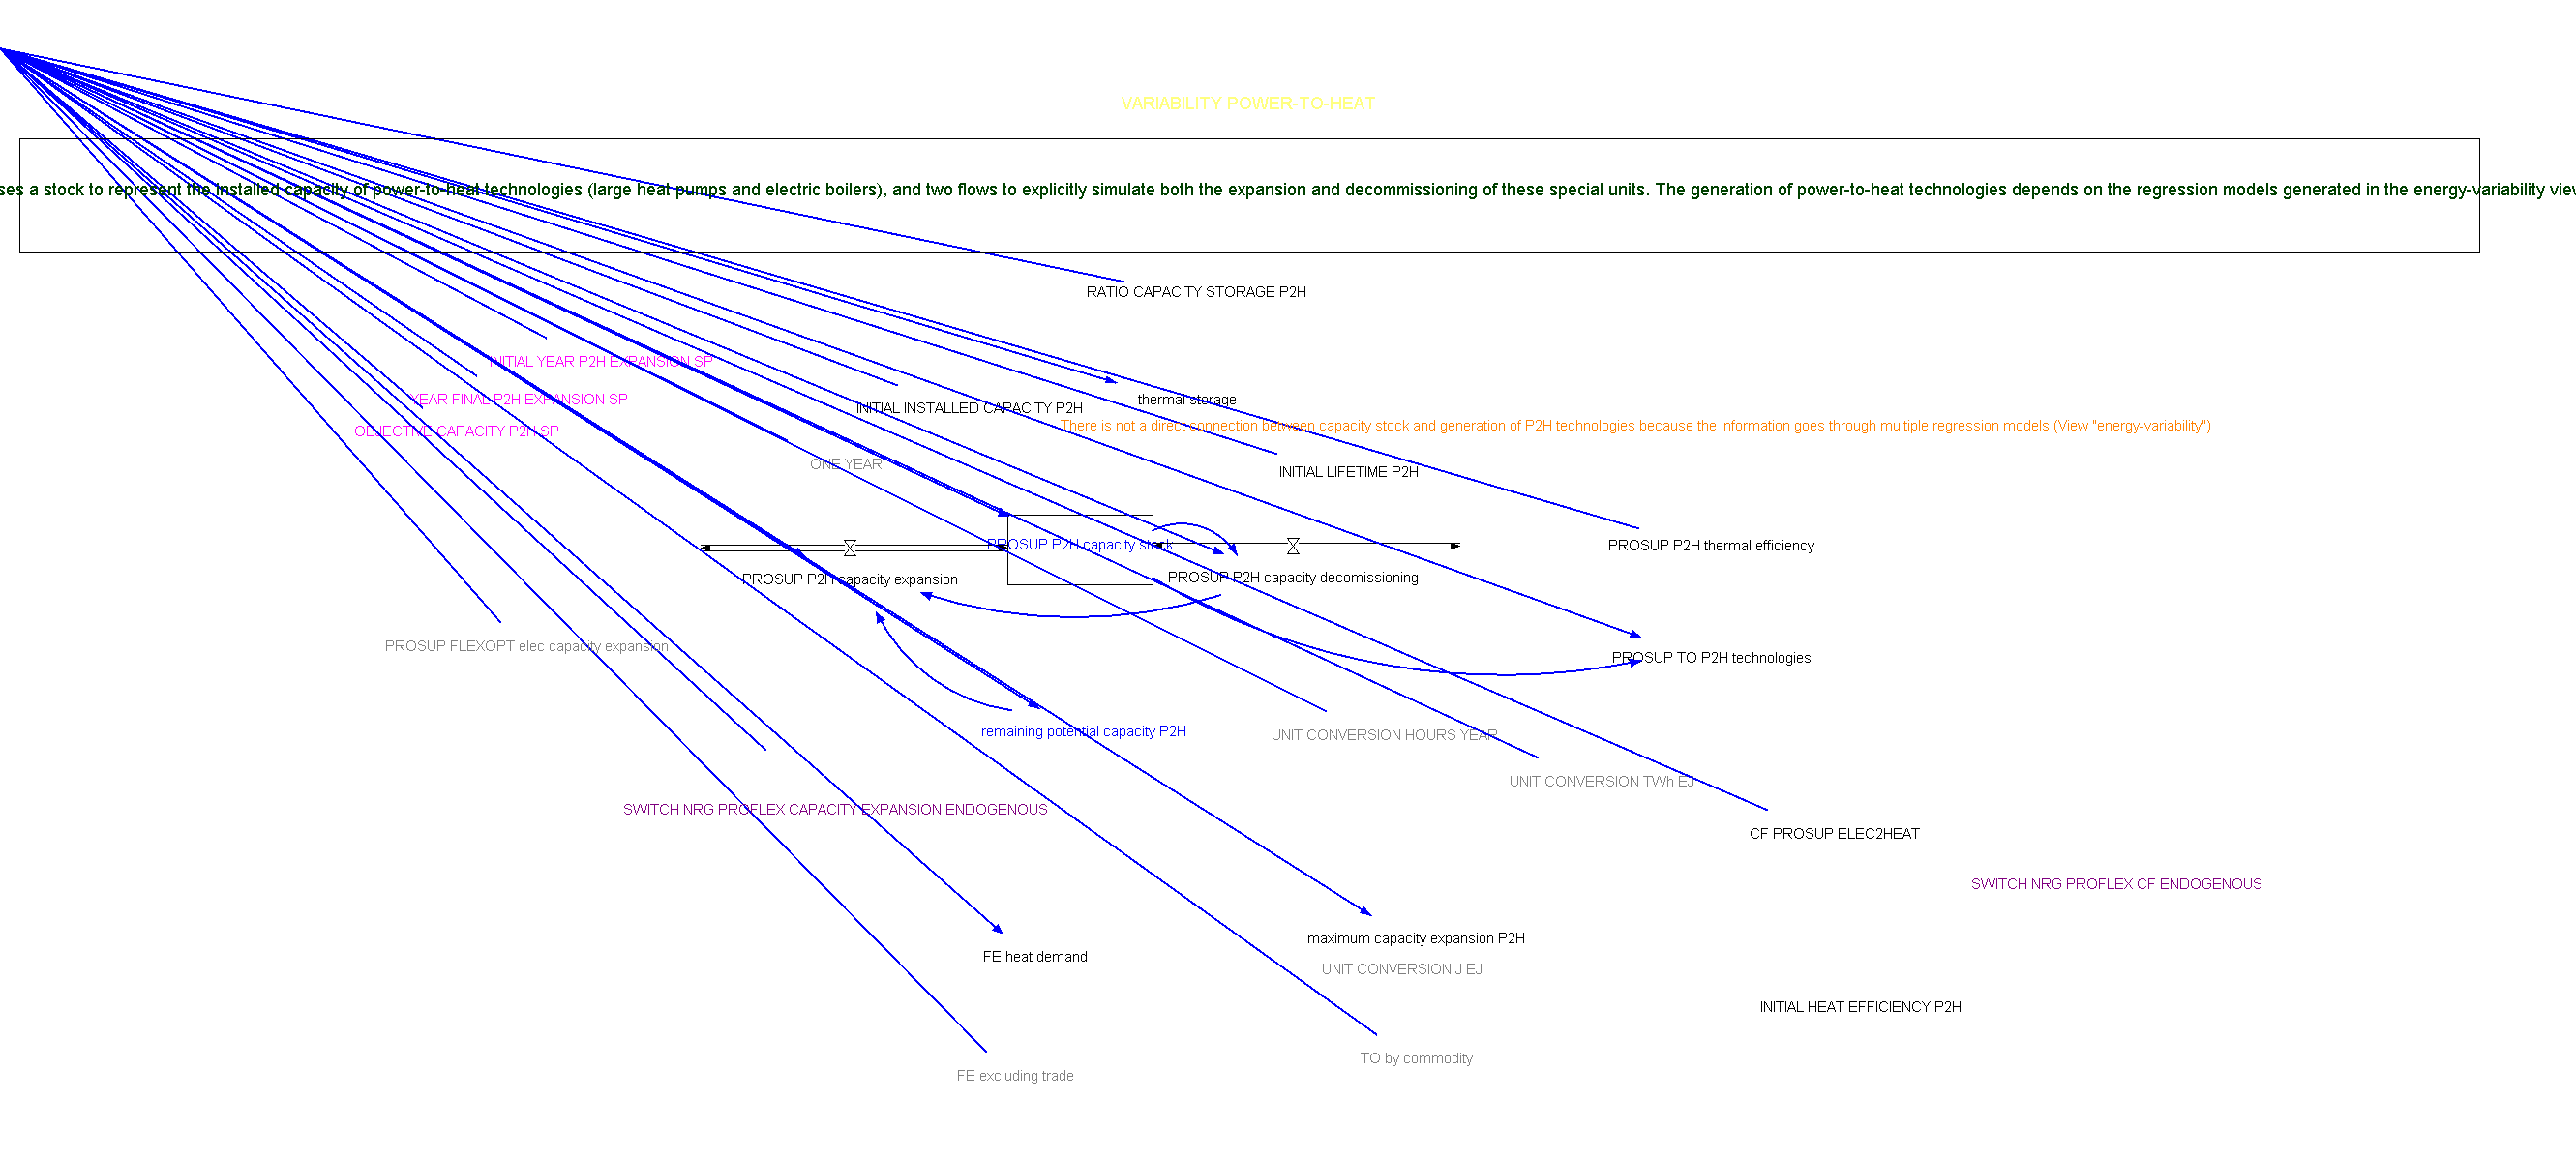 VARIABILITY POWER-TO-HEAT
ses a stock to represent the installed capacity of power-to-heat technologies (large heat pumps and electric boilers), and two flows to explicitly simulate both the expansion and decommissioning of these special units. The generation of power-to-heat technologies depends on the regression models generated in the energy-variability view
RATIO CAPACITY STORAGE P2H
INITIAL YEAR P2H EXPANSION SP
YEAR FINAL P2H EXPANSION SP
thermal storage
INITIAL INSTALLED CAPACITY P2H
There is not a direct connection between capacity stock and generation of P2H technologies because the information goes through multiple regression models (View "energy-variability")
OBJECTIVE CAPACITY P2H SP
ONE YEAR
INITIAL LIFETIME P2H
PROSUP P2H capacity stock
PROSUP P2H thermal efficiency
PROSUP P2H capacity expansion
PROSUP P2H capacity decomissioning
PROSUP FLEXOPT elec capacity expansion
PROSUP TO P2H technologies
remaining potential capacity P2H
UNIT CONVERSION HOURS YEAR
UNIT CONVERSION TWh EJ
SWITCH NRG PROFLEX CAPACITY EXPANSION ENDOGENOUS
CF PROSUP ELEC2HEAT
SWITCH NRG PROFLEX CF ENDOGENOUS
maximum capacity expansion P2H
FE heat demand
UNIT CONVERSION J EJ
INITIAL HEAT EFFICIENCY P2H
TO by commodity
FE excluding trade